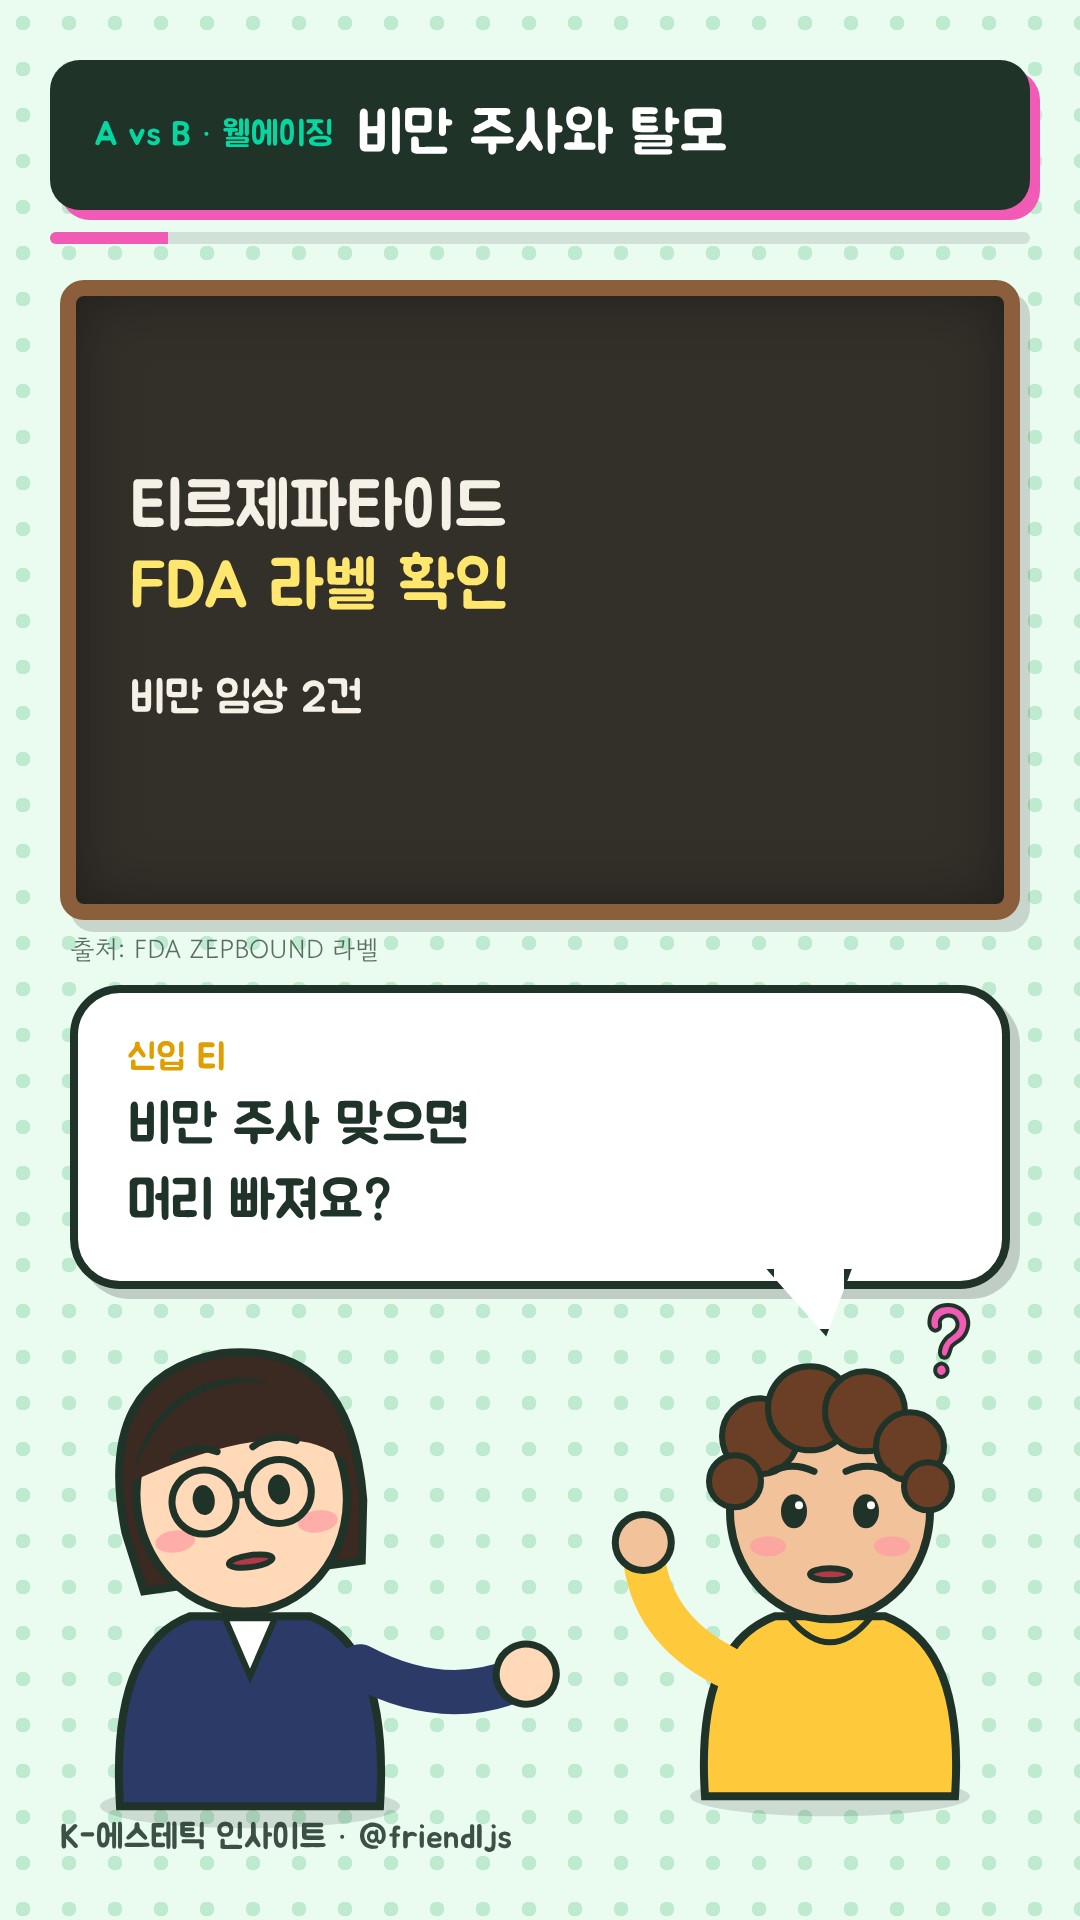 A vs B · 웰에이징 비만 주사와 탈모
티르제파타이드
FDA 라벨 확인
비만 임상 2건
출처: FDA ZEPBOUND 라벨
신입 티
비만 주사 맞으면
머리 빠져요?
?
K-에스테틱 인사이트 · @friendljs